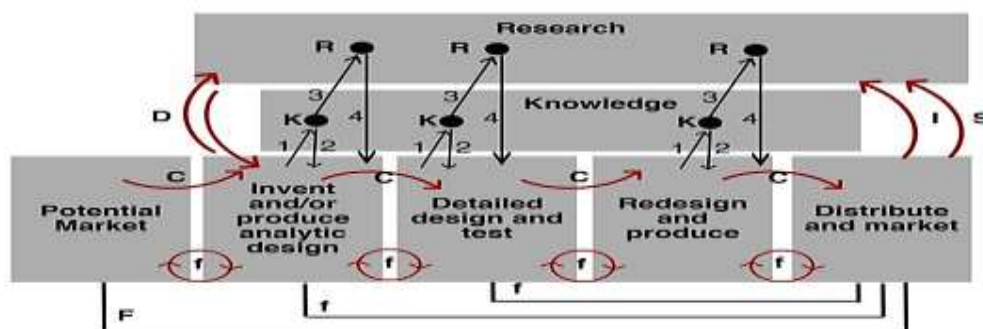 Research
R
R
R
D
3
4
3
4
3
4
Knowledge
K
K
K
I
S
1
2
1
2
1
2
C
C
C
C
Potential
Market
Invent
and/or
produce
analytic
design
Detailed
design and
test
Redesign
and
produce
Distribute
and market
f
f
f
f
F
f
f